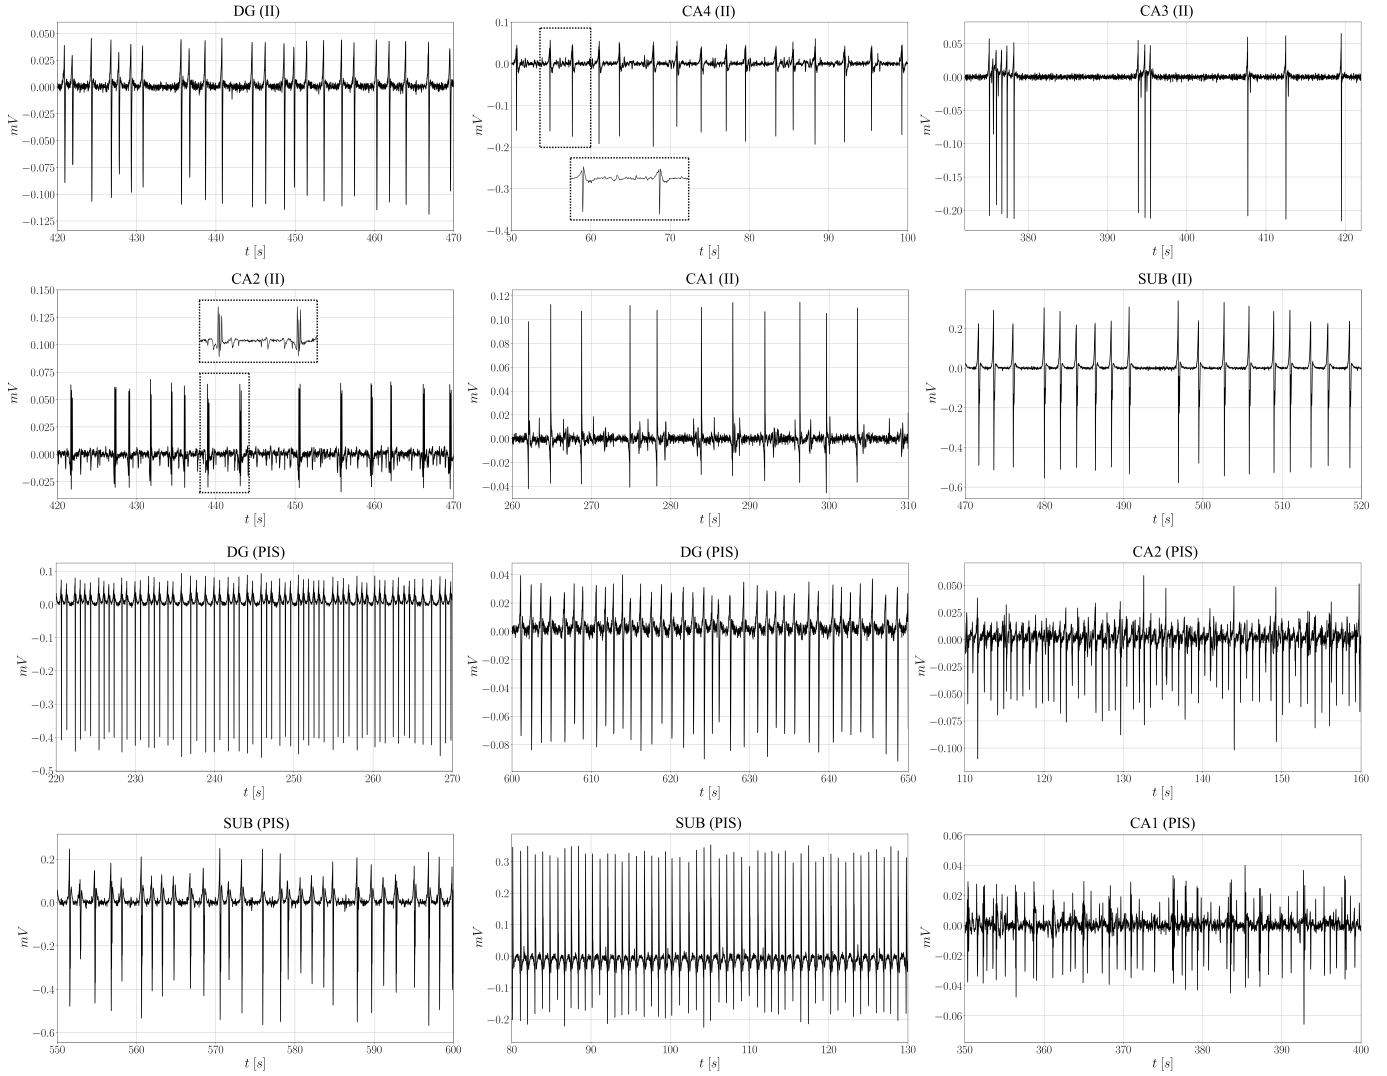 DG (II) CA4 (II) CA3 (II)
0.050 0.1 0.05
0.025 0.0 0.00
0.000 −0.1 −0.05
−0.025 −0.2 −0.10
−0.050 −0.3 −0.15
−0.075 −0.4 −0.20
−0.100
−0.125
mV mV mV
420 430 440 450 460 470 50 60 70 80 90 100 380 390 400 410 420
t [s] t [s] t [s]
CA2 (II) CA1 (II) SUB (II)
0.150 0.12 0.2
0.125 0.10 0.0
0.100 0.08 −0.2
0.075 0.06 −0.4
0.050 0.04 −0.6
0.025 0.02
0.000 0.00
−0.025 −0.02
−0.04
mV mV mV
420 430 440 450 460 470 260 270 280 290 300 310 470 480 490 500 510 520
t [s] t [s] t [s]
DG (PIS) DG (PIS) CA2 (PIS)
0.1 0.04 0.050
0.0 0.02 0.025
−0.1 0.00 0.000
−0.2 −0.02 −0.025
−0.3 −0.04 −0.050
−0.4 −0.06 −0.075
−0.5 −0.08 −0.100
mV mV mV
220 230 240 250 260 270 600 610 620 630 640 650 110 120 130 140 150 160
t [s] t [s] t [s]
SUB (PIS) SUB (PIS) CA1 (PIS)
0.2 0.3 0.06
0.0 0.2 0.04
−0.2 0.1 0.02
−0.4 0.0 0.00
−0.6 −0.1 −0.02
−0.2 −0.04
−0.06
mV mV mV
550 560 570 580 590 600 80 90 100 110 120 130 350 360 370 380 390 400
t [s] t [s] t [s]